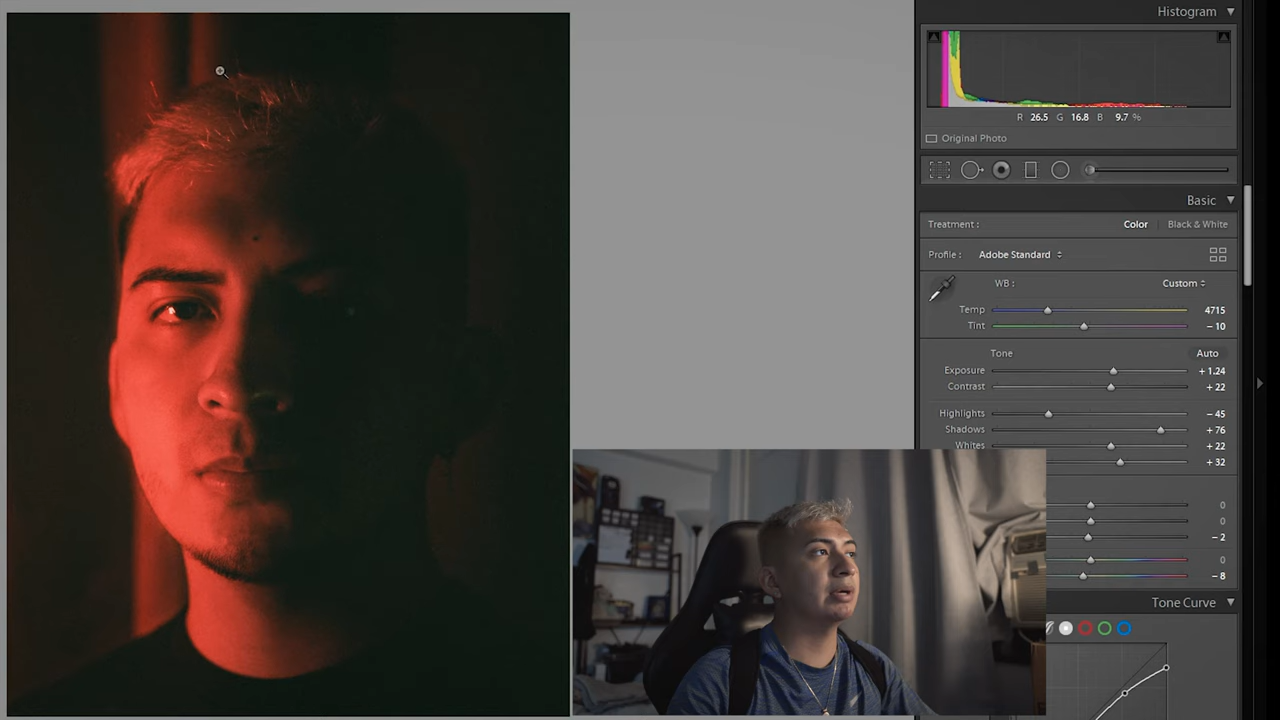 Histogram
R 26.5 G 16.8 B 9.7 %
Original Photo
Basic
Treatment : Color Black & White
Profile : Adobe Standard
WB : Custom
Temp 4715
Tint − 10
Tone Auto
Exposure + 1.24
Contrast + 22
Highlights − 45
Shadows + 76
Whites + 22
+ 32
0
0
− 2
0
− 8
Tone Curve